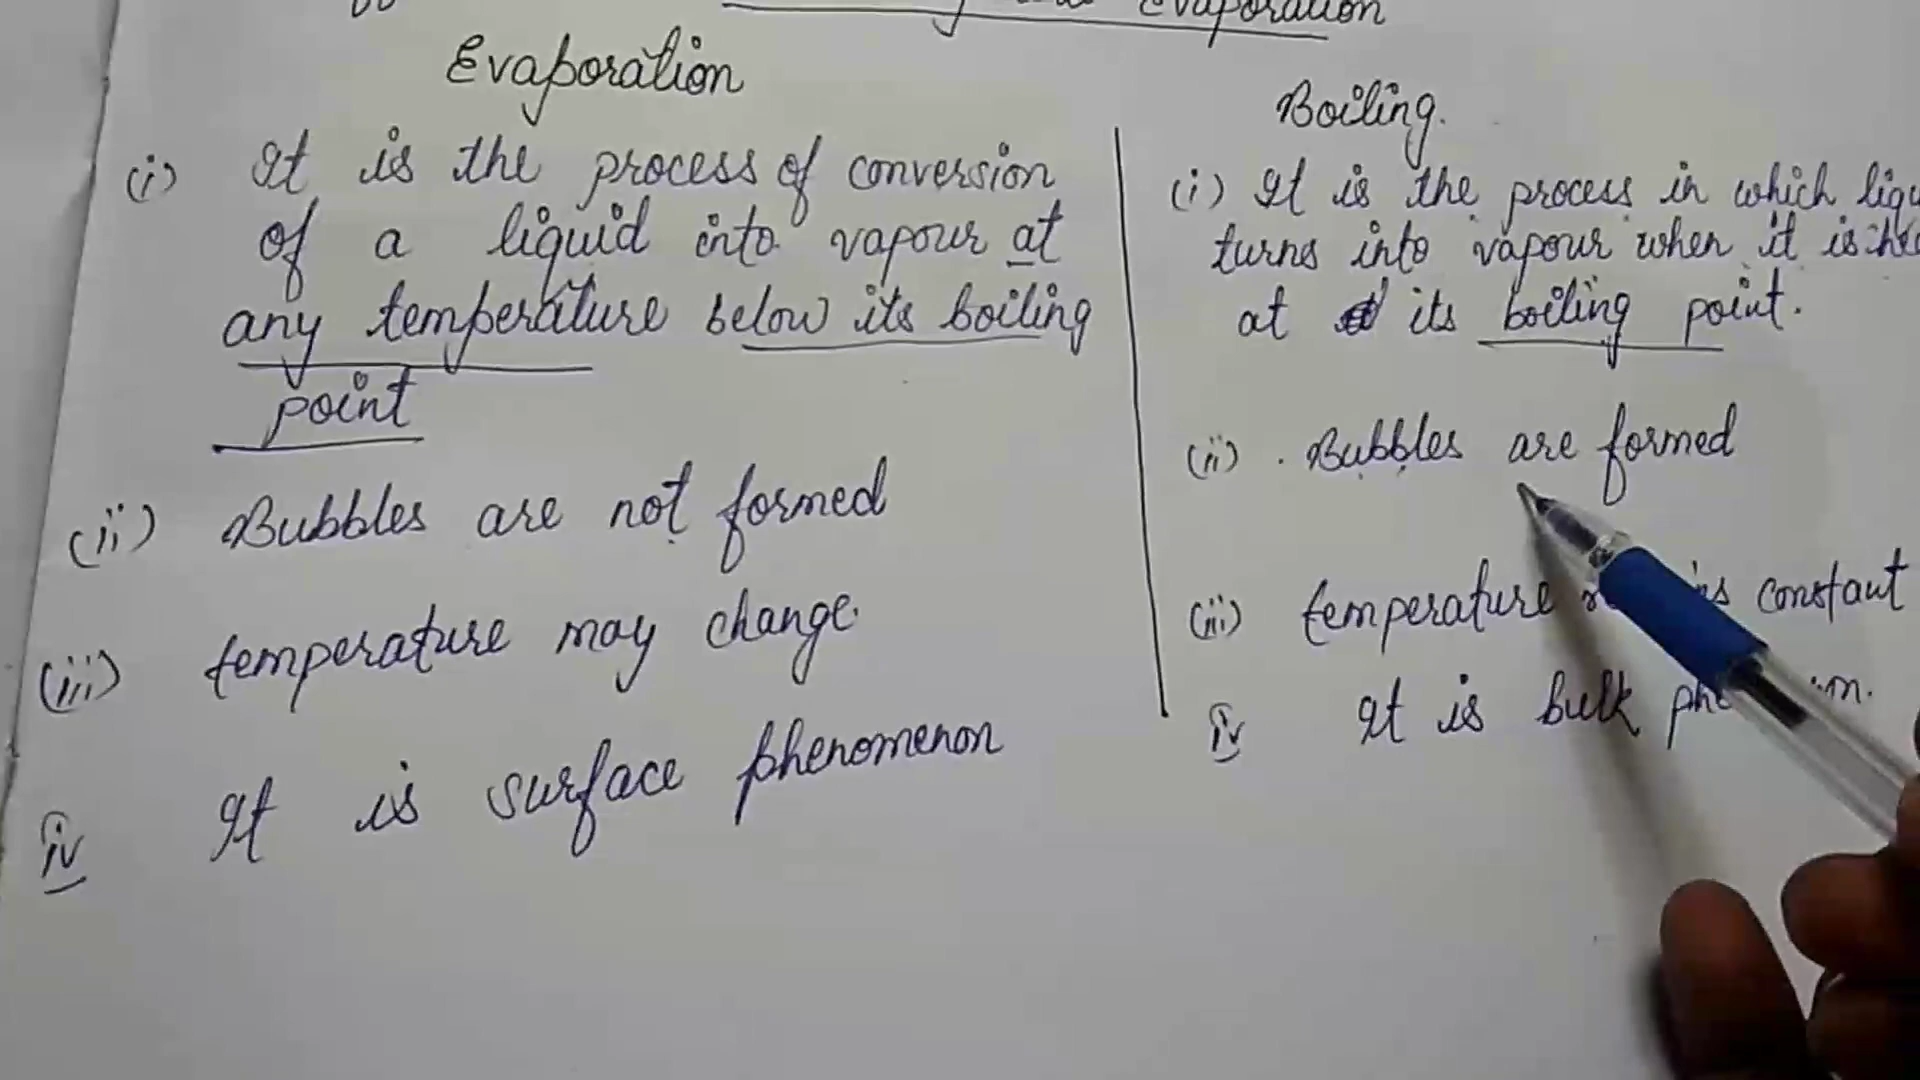 Evaporation
Evaporation
(i) It is the process of conversion
of a liquid into vapour at
any temperature below its boiling
point
(ii) Bubbles are not formed
(iii) temperature may change.
iv It is surface phenomenon
Boiling.
(i) It is the process in which
turns into vapour when it is
at its boiling point.
(ii) Bubbles are formed
(iii) temperature constant
iv It is bulk